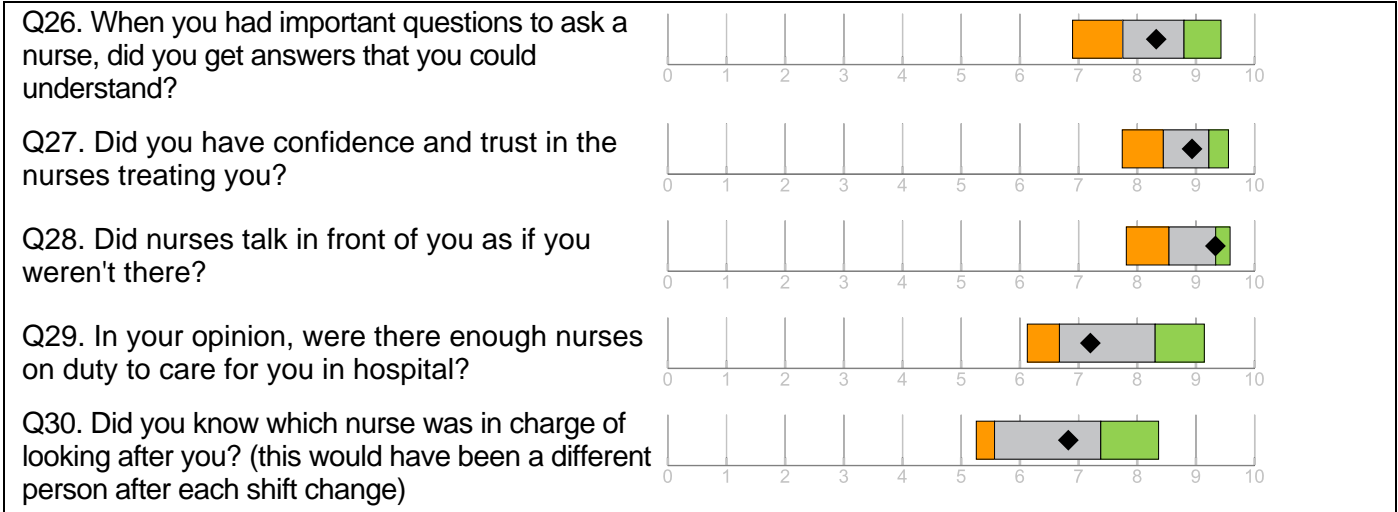 Q26. When you had important questions to ask a
nurse, did you get answers that you could
understand?
0 1 2 3 4 5 6 7 8 9 10
Q27. Did you have confidence and trust in the
nurses treating you?
0 1 2 3 4 5 6 7 8 9 10
Q28. Did nurses talk in front of you as if you
weren't there?
0 1 2 3 4 5 6 7 8 9 10
Q29. In your opinion, were there enough nurses
on duty to care for you in hospital?
0 1 2 3 4 5 6 7 8 9 10
Q30. Did you know which nurse was in charge of
looking after you? (this would have been a different
person after each shift change)
0 1 2 3 4 5 6 7 8 9 10